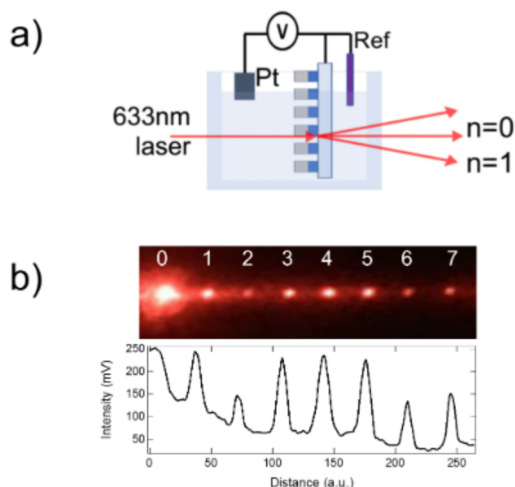 a)
V
Ref
Pt
633nm
laser
n=0
n=1
b)
0 1 2 3 4 5 6 7
Intensity (mV)
250
200
150
100
50
0 50 100 150 200 250
Distance (a.u.)